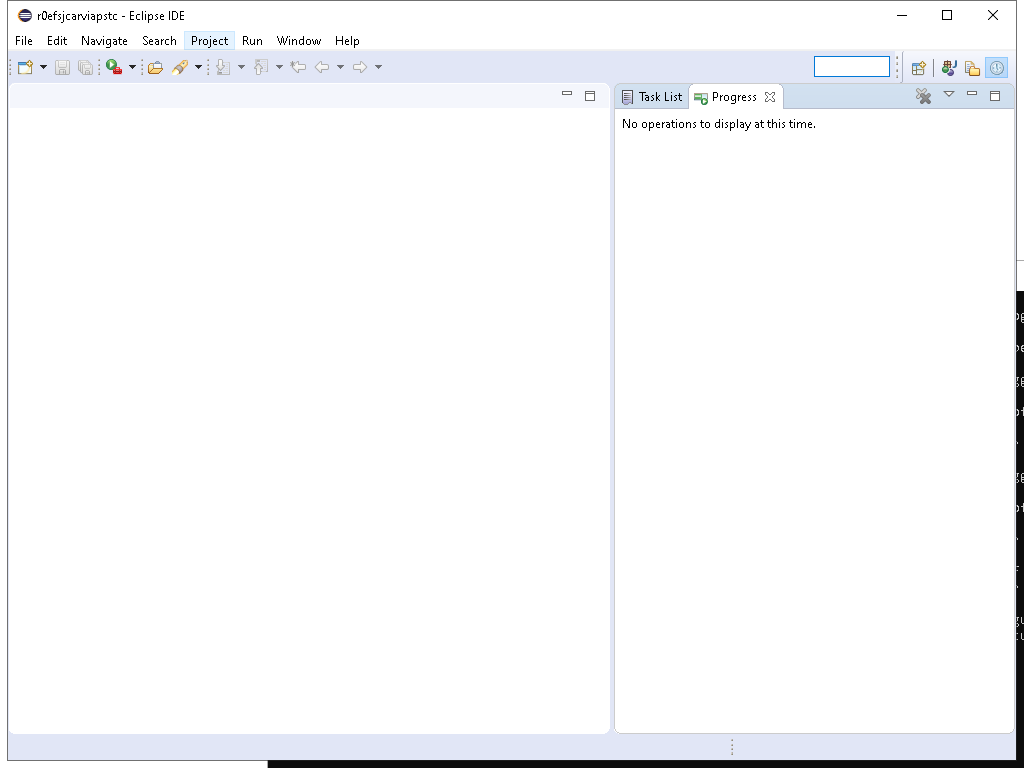 r0efsjcarviapstc - Eclipse IDE
File Edit Navigate Search Project Run Window Help
Task List Progress
No operations to display at this time.